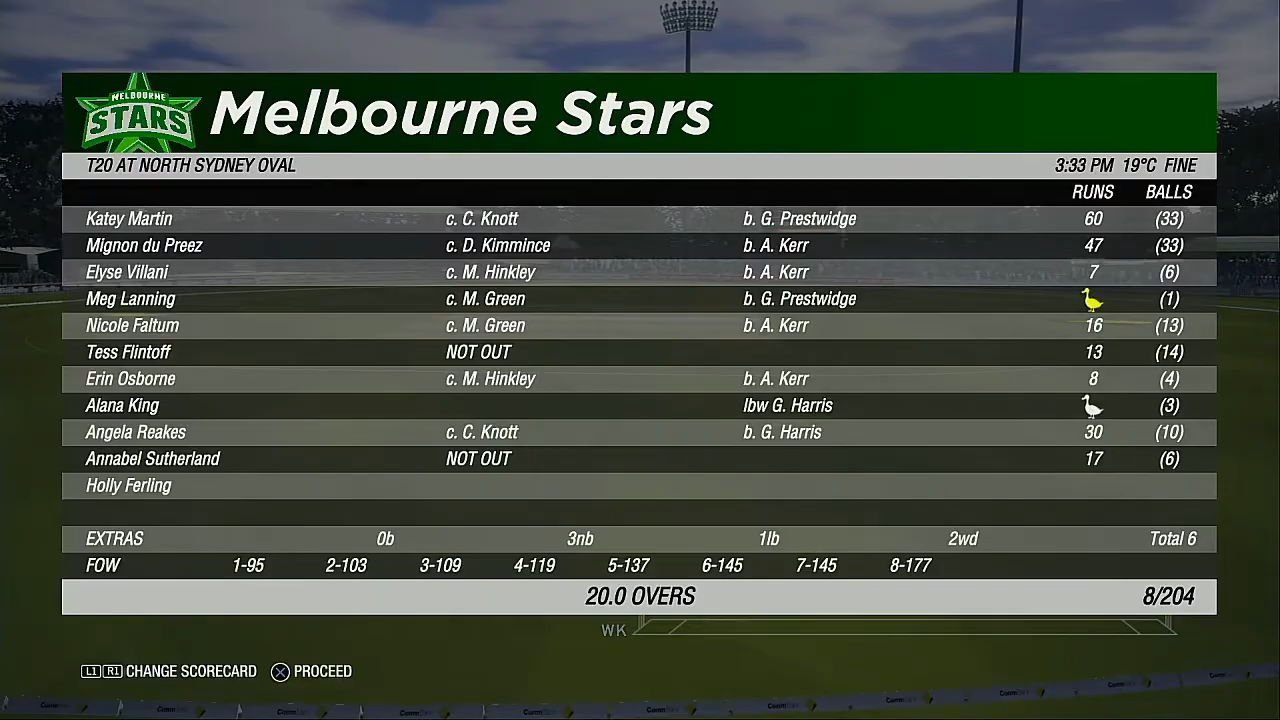 MELBOURNE
STARS
Melbourne Stars
T20 AT NORTH SYDNEY OVAL 3:33 PM 19°C FINE
RUNS BALLS
Katey Martin c. C. Knott b. G. Prestwidge 60 (33)
Mignon du Preez c. D. Kimmince b. A. Kerr 47 (33)
Elyse Villani c. M. Hinkley b. A. Kerr 7 (6)
Meg Lanning c. M. Green b. G. Prestwidge (1)
Nicole Faltum c. M. Green b. A. Kerr 16 (13)
Tess Flintoff NOT OUT 13 (14)
Erin Osborne c. M. Hinkley b. A. Kerr 8 (4)
Alana King lbw G. Harris (3)
Angela Reakes c. C. Knott b. G. Harris 30 (10)
Annabel Sutherland NOT OUT 17 (6)
Holly Ferling
EXTRAS 0b 3nb 1lb 2wd Total 6
FOW 1-95 2-103 3-109 4-119 5-137 6-145 7-145 8-177
20.0 OVERS 8/204
WK
L1 R1 CHANGE SCORECARD PROCEED